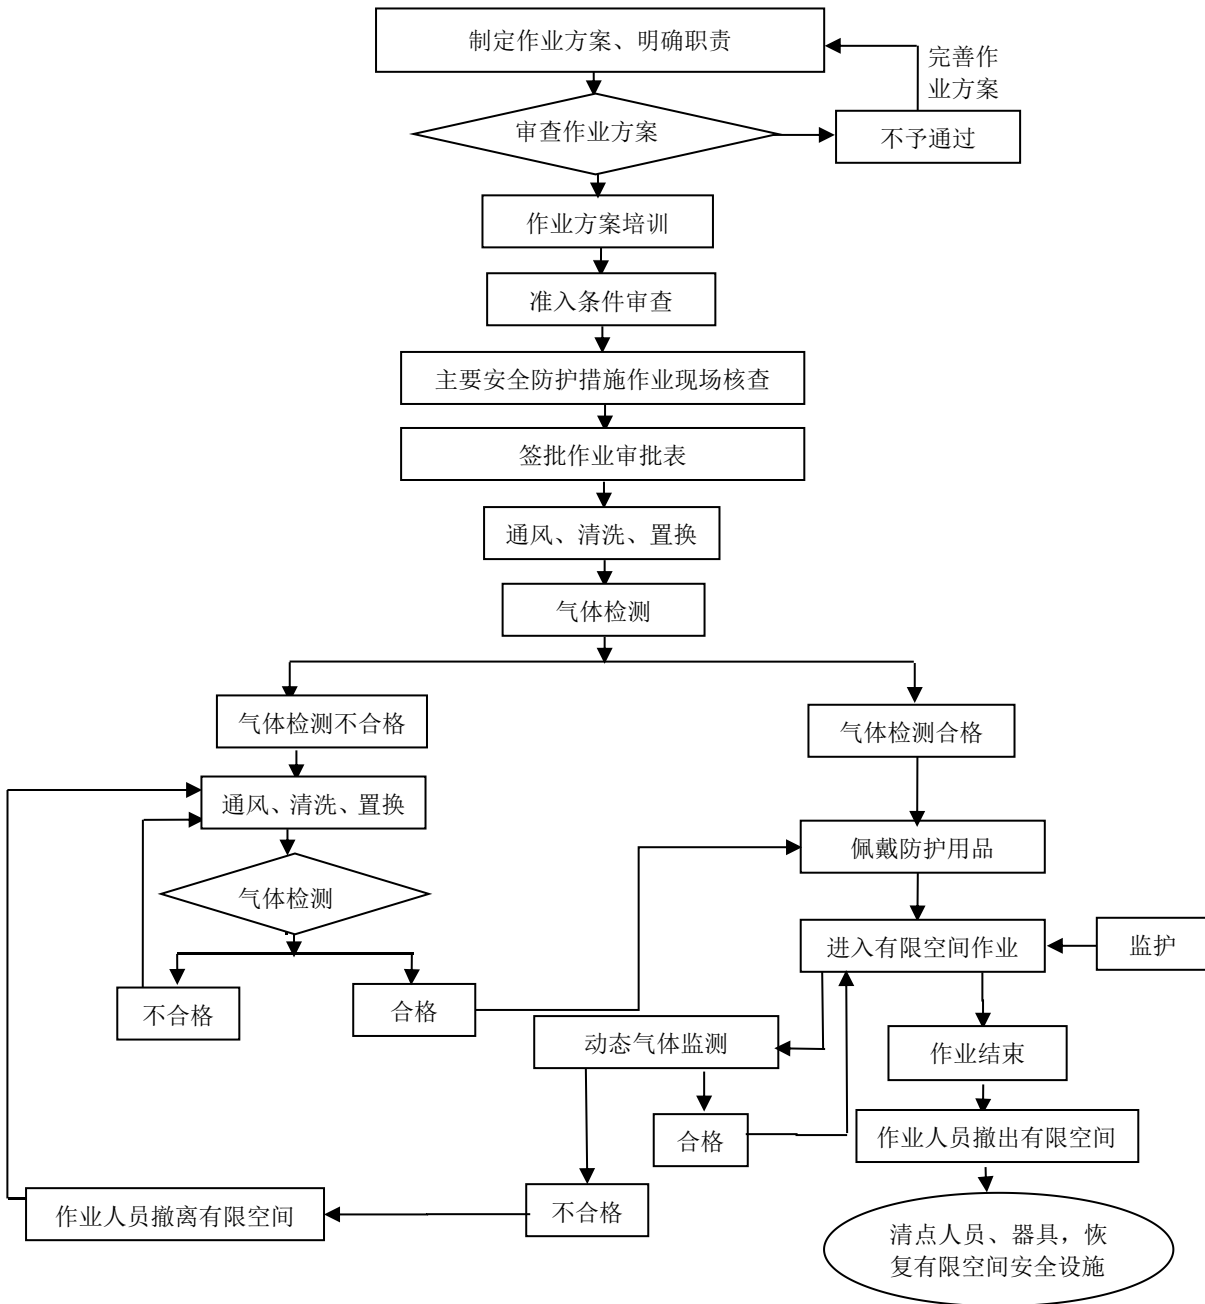 制定作业方案、明确职责
完善作
业方案
审查作业方案
不予通过
作业方案培训
准入条件审查
主要安全防护措施作业现场核查
签批作业审批表
通风、清洗、置换
气体检测
气体检测不合格
气体检测合格
通风、清洗、置换
佩戴防护用品
气体检测
进入有限空间作业
监护
不合格
合格
动态气体监测
作业结束
合格
作业人员撤出有限空间
作业人员撤离有限空间
不合格
清点人员、器具，恢
复有限空间安全设施